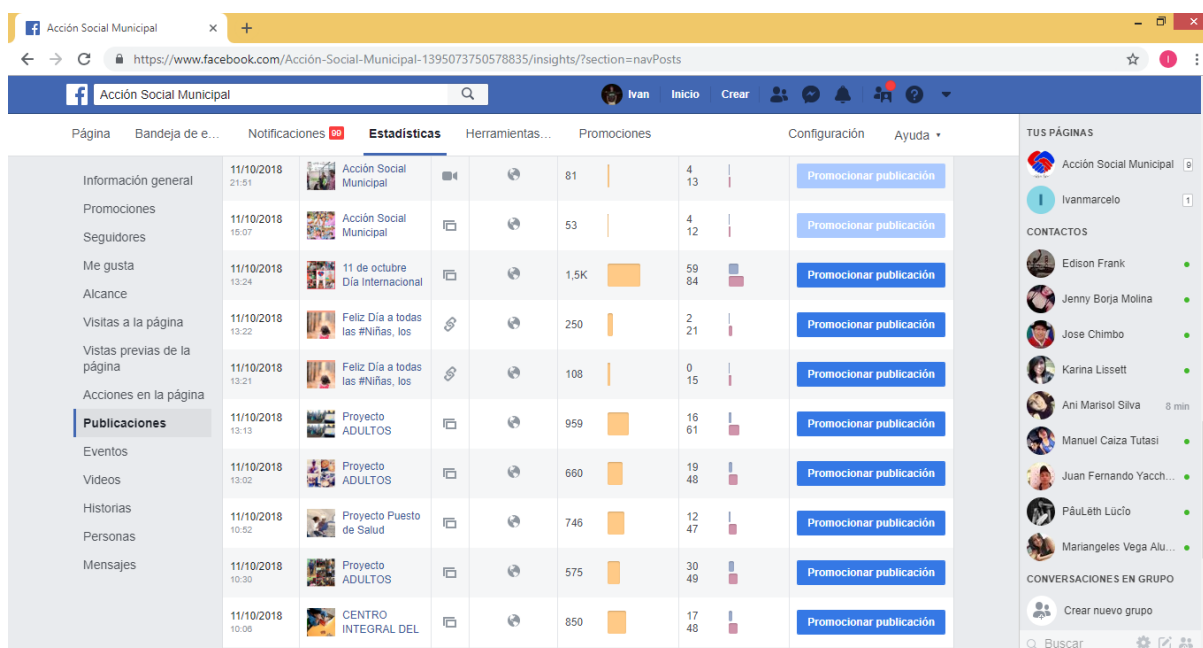 Acción Social Municipal
https://www.facebook.com/Acción-Social-Municipal-1395073750578835/insights/?section=navPosts
I
Acción Social Municipal
Ivan Inicio Crear
Página Bandeja de e... Notificaciones 99 Estadísticas Herramientas... Promociones Configuración Ayuda
Información general
Promociones
Seguidores
Me gusta
Alcance
Visitas a la página
Vistas previas de la
página
Acciones en la página
Publicaciones
Eventos
Videos
Historias
Personas
Mensajes
11/10/2018 Acción Social 81 4 Promocionar publicación
21:51 Municipal 13
11/10/2018 Acción Social 53 4 Promocionar publicación
15:07 Municipal 12
11/10/2018 11 de octubre 1,5K 59 Promocionar publicación
13:24 Día Internacional 84
11/10/2018 Feliz Día a todas 250 2 Promocionar publicación
13:22 las #Niñas, los 21
11/10/2018 Feliz Día a todas 108 0 Promocionar publicación
13:21 las #Niñas, los 15
11/10/2018 Proyecto 959 16 Promocionar publicación
13:13 ADULTOS 61
11/10/2018 Proyecto 660 19 Promocionar publicación
13:02 ADULTOS 48
11/10/2018 Proyecto Puesto 746 12 Promocionar publicación
10:52 de Salud 47
11/10/2018 Proyecto 575 30 Promocionar publicación
10:30 ADULTOS 49
11/10/2018 CENTRO 850 17 Promocionar publicación
10:06 INTEGRAL DEL 48
TUS PÁGINAS
Acción Social Municipal 9
I Ivanmarcelo 1
CONTACTOS
Edison Frank
Jenny Borja Molina
Jose Chimbo
Karina Lissett
Ani Marisol Silva 8 min
Manuel Caiza Tutasi
Juan Fernando Yacch...
PâuLëth Lücîo
Mariangeles Vega Alu...
CONVERSACIONES EN GRUPO
Crear nuevo grupo
Buscar